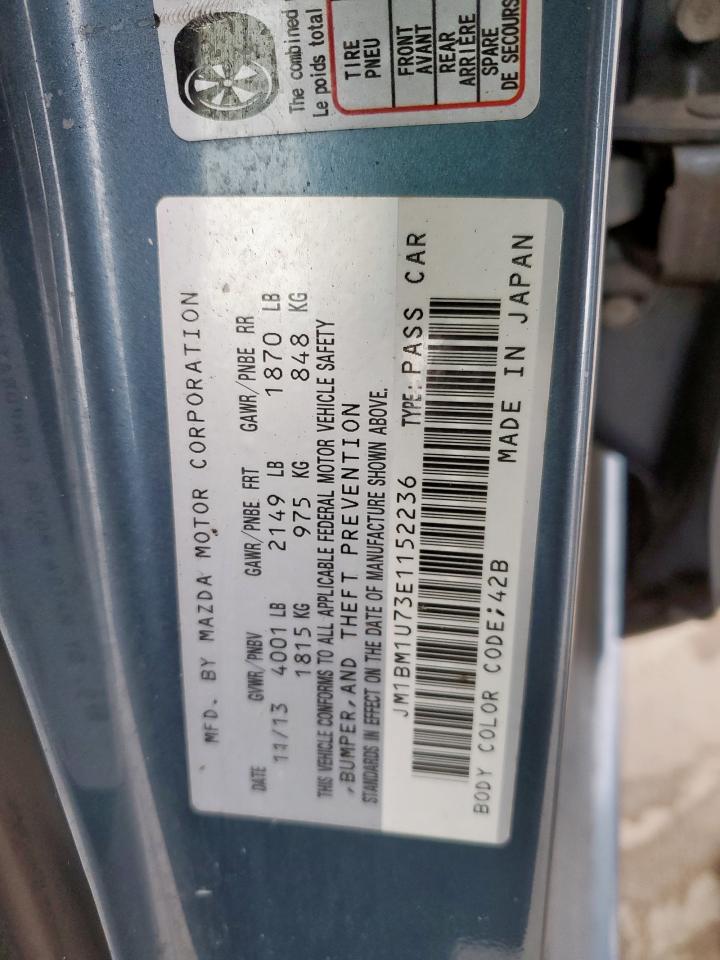 The combined
Le poids total
TIRE
PNEU
FRONT
AVANT
REAR
ARRIÈRE
SPARE
DE SECOURS
MFD. BY MAZDA MOTOR CORPORATION
DATE GVWR/PNBV GAWR/PNBE FRT GAWR/PNBE RR
11/13 4001 LB 2149 LB 1870 LB
1815 KG 975 KG 848 KG
THIS VEHICLE CONFORMS TO ALL APPLICABLE FEDERAL MOTOR VEHICLE SAFETY
,BUMPER,AND THEFT PREVENTION
STANDARDS IN EFFECT ON THE DATE OF MANUFACTURE SHOWN ABOVE.
JM1BM1U73E1152236 TYPE:PASS CAR
BODY COLOR CODE;42B MADE IN JAPAN